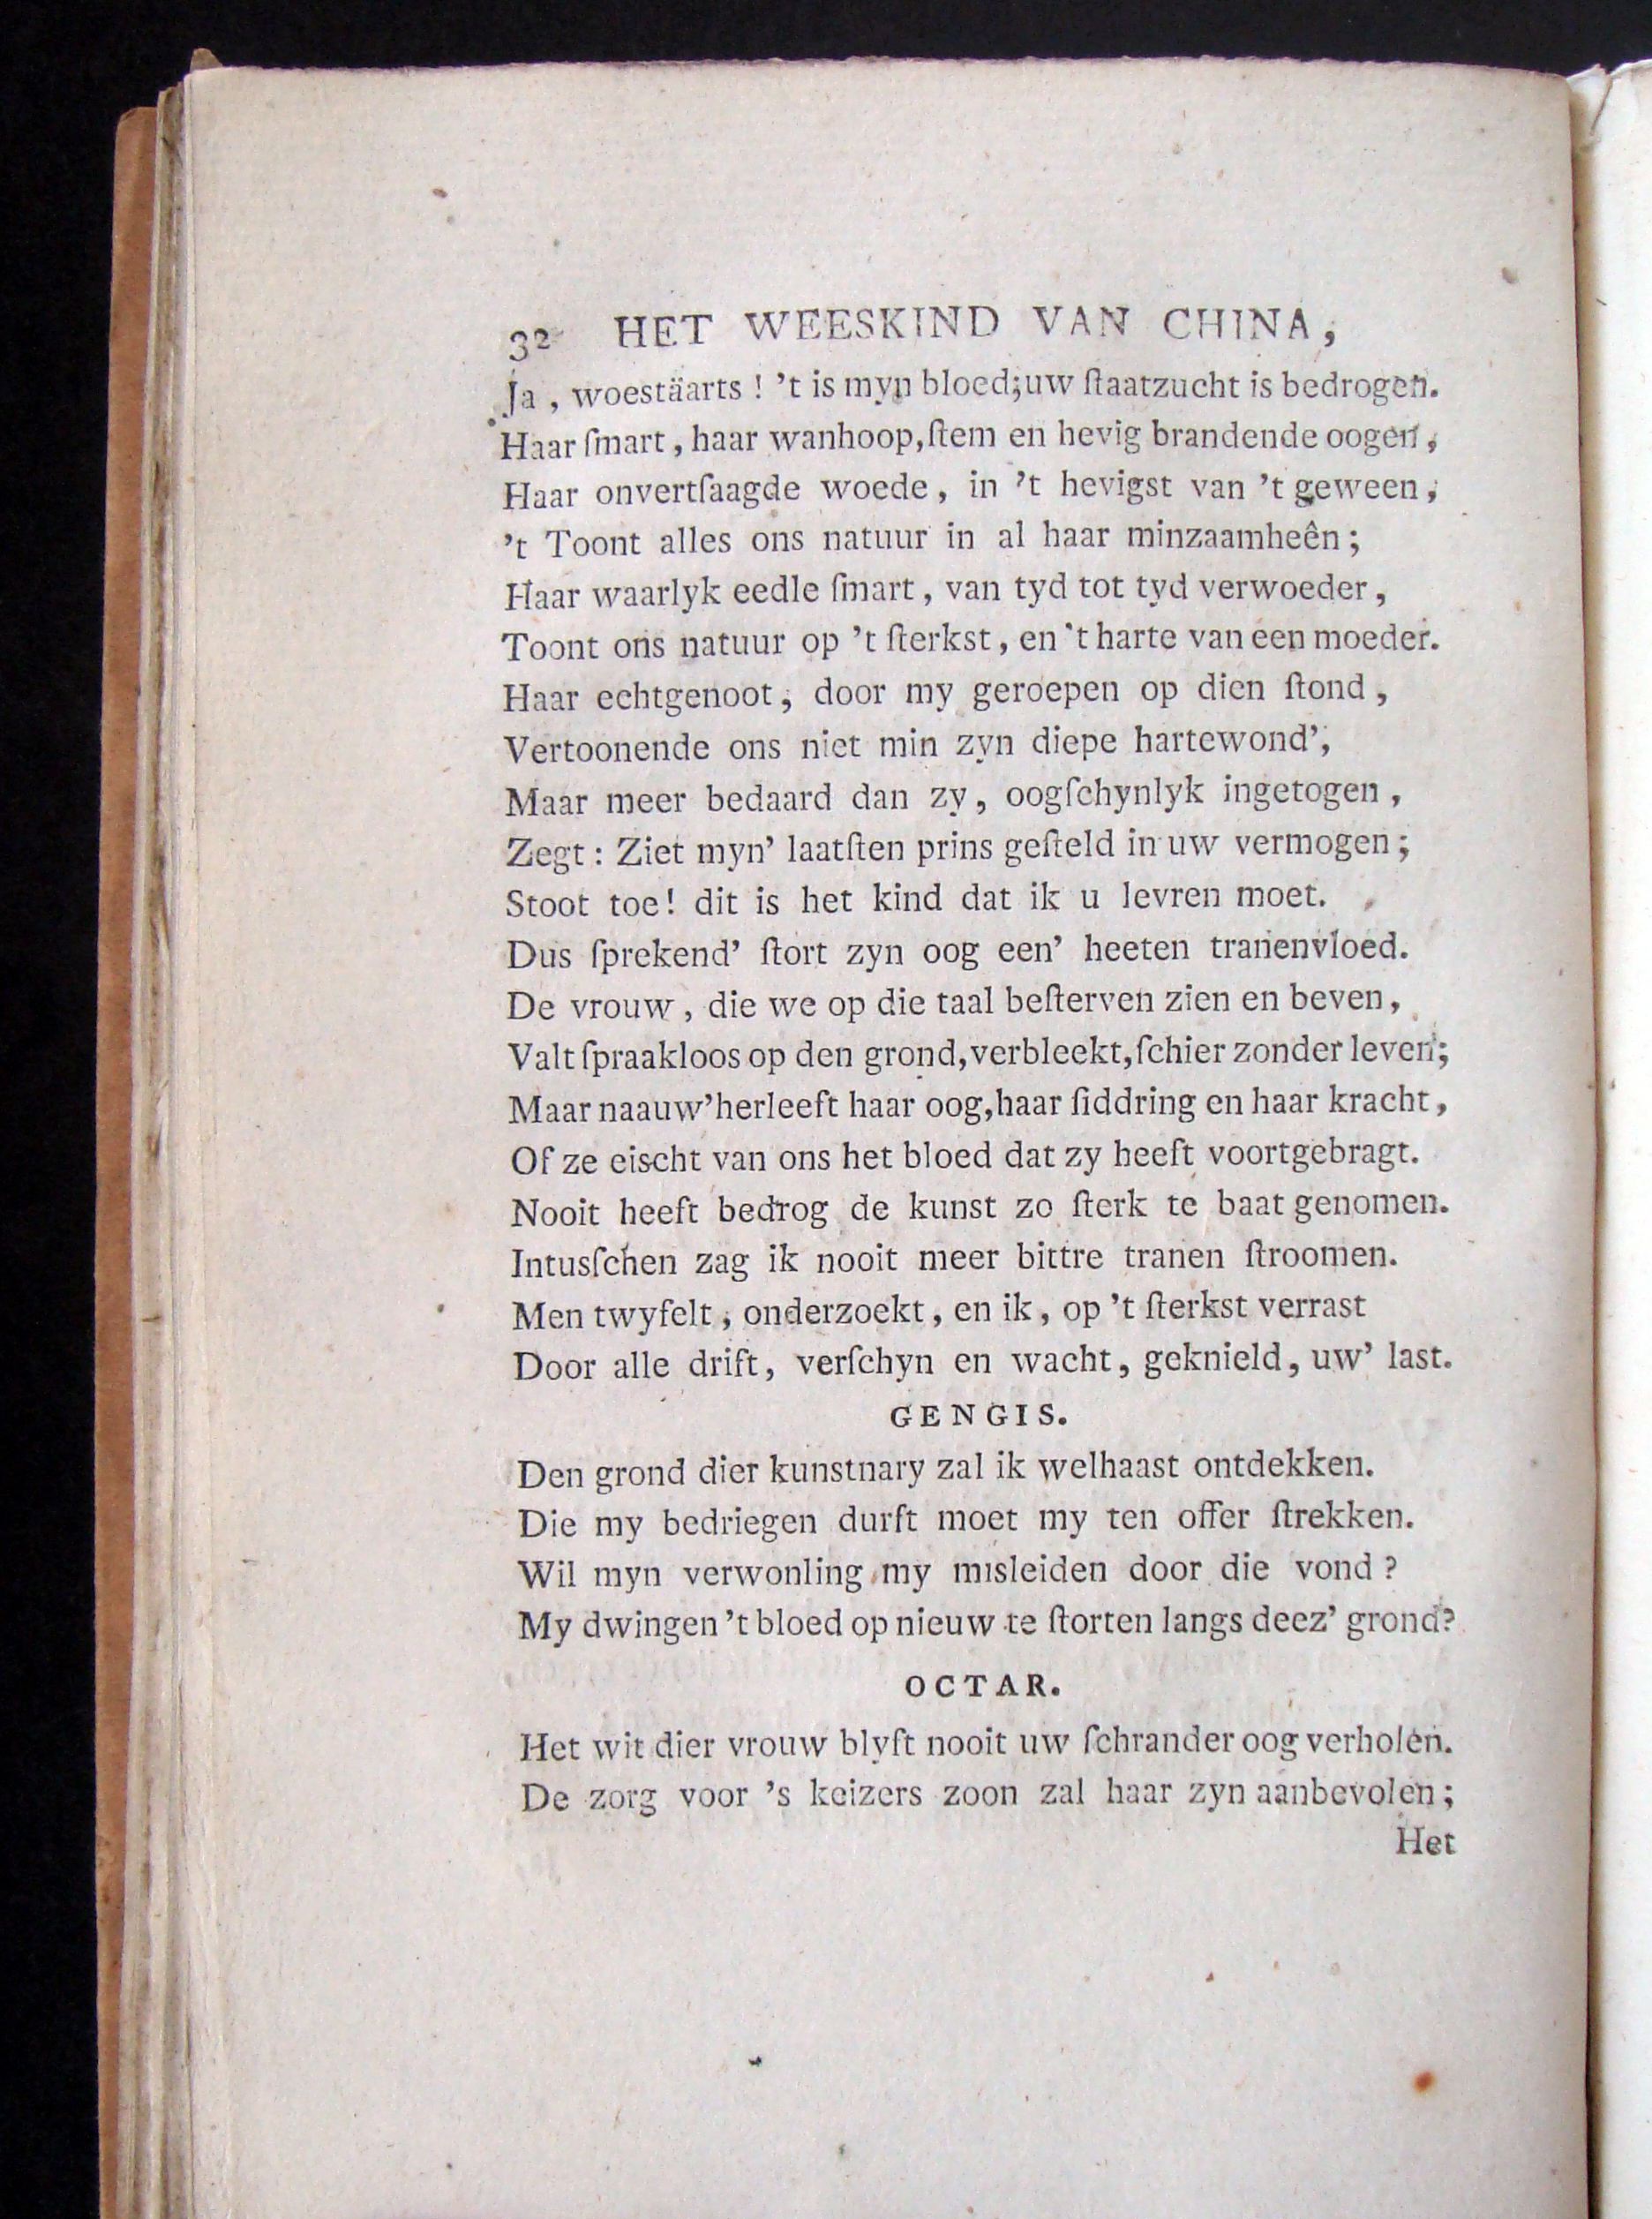 32 HET WEESKIND VAN CHINA,
Ja, woestäarts! 't is myn bloed; uw ſtaatzucht is bedrogen.
Haar ſmart, haar wanhoop, ſtem en hevig brandende oogen,
Haar onvertſaagde woede, in 't hevigst van 't geween,
't Toont alles ons natuur in al haar minzaamheên;
Haar waarlyk eedle ſmart, van tyd tot tyd verwoeder,
Toont ons natuur op 't ſterkst, en 't harte van een moeder.
Haar echtgenoot, door my geroepen op dien ſtond,
Vertoonende ons niet min zyn diepe hartewond',
Maar meer bedaard dan zy, oogſchynlyk ingetogen,
Zegt: Ziet myn' laatſten prins geſteld in uw vermogen;
Stoot toe! dit is het kind dat ik u levren moet.
Dus ſprekend' ſtort zyn oog een' heeten tranenvloed.
De vrouw, die we op die taal beſterven zien en beven,
Valt ſpraakloos op den grond, verbleekt, ſchier zonder leven;
Maar naauw' herleeft haar oog, haar ſiddring en haar kracht,
Of ze eischt van ons het bloed dat zy heeft voortgebragt.
Nooit heeft bedrog de kunst zo ſterk te baat genomen.
Intusſchen zag ik nooit meer bittre tranen ſtroomen.
Men twyfelt, onderzoekt, en ik, op 't ſterkst verrast
Door alle drift, verſchyn en wacht, geknield, uw' last.
GENGIS.
Den grond dier kunstnary zal ik welhaast ontdekken.
Die my bedriegen durft moet my ten offer ſtrekken.
Wil myn verwonling my misleiden door die vond?
My dwingen 't bloed op nieuw te ſtorten langs deez' grond?
OCTAR.
Het wit dier vrouw blyft nooit uw ſchrander oog verholen.
De zorg voor 's keizers zoon zal haar zyn aanbevolen;
Het